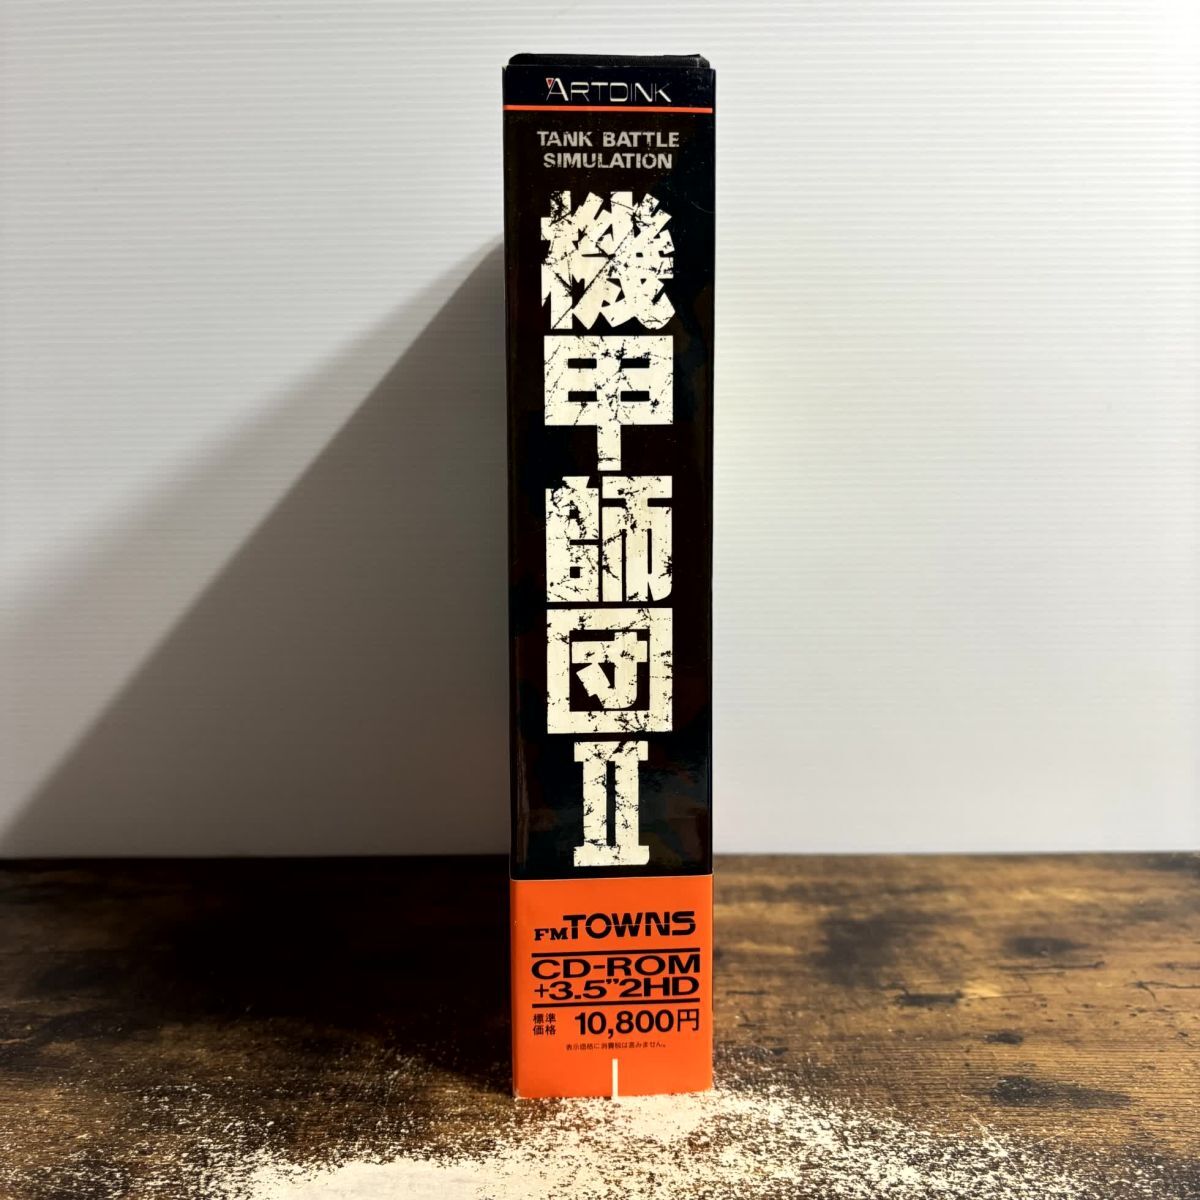 ARTDINK
TANK BATTLE
SIMULATION
機甲師団II
FM TOWNS
CD-ROM
+3.5"2HD
標準
価格 10,800円
表示価格に消費税は含みません。